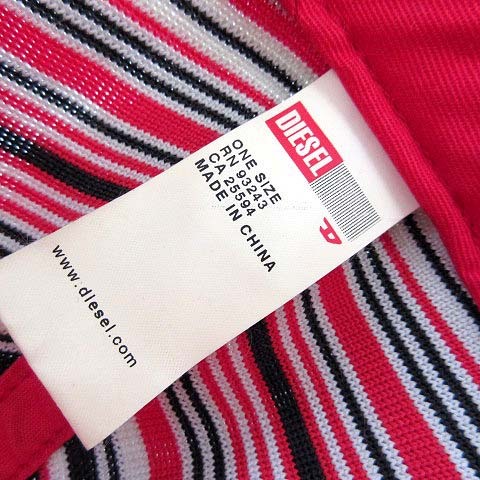 DIESEL
ONE SIZE
RN 93243
CA 25594
MADE IN CHINA
www.diesel.com